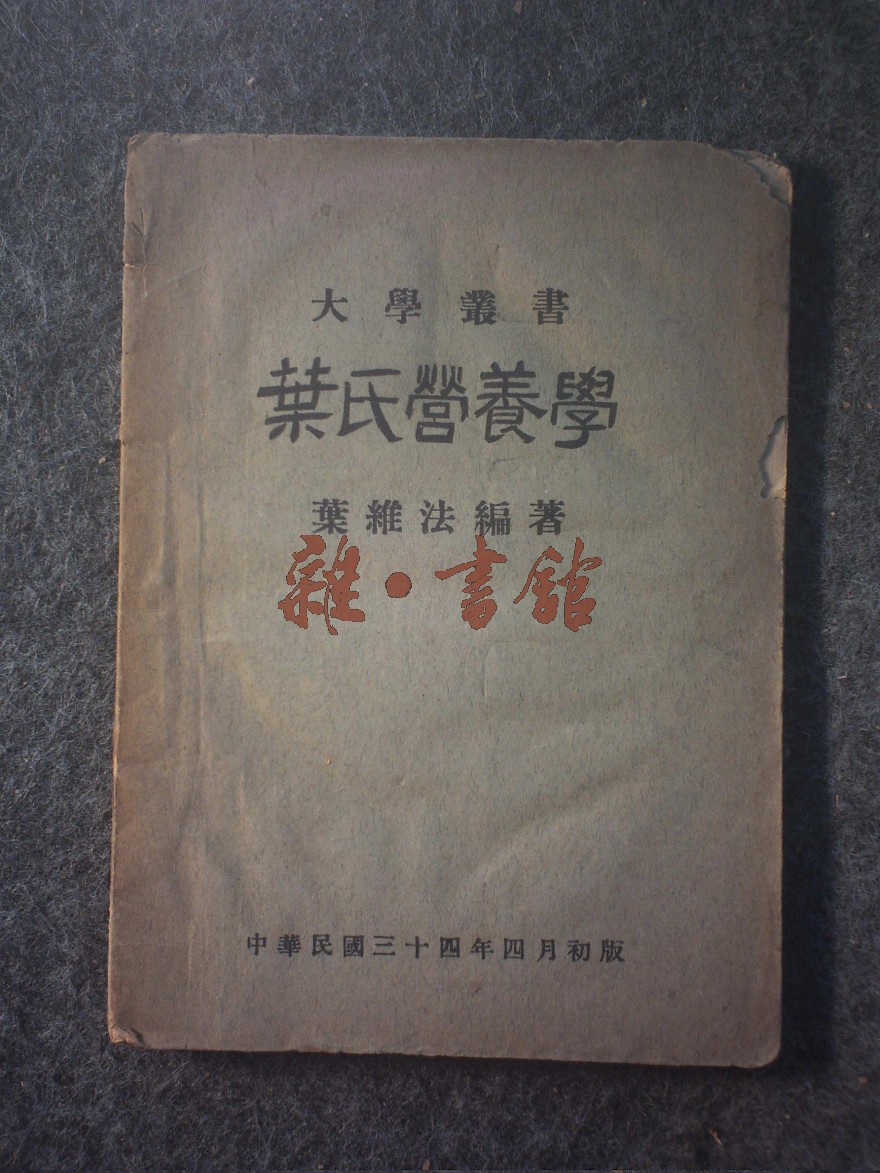 大學叢書
葉氏營養學
葉維法編著
雜·書館
中華民國三十四年四月初版